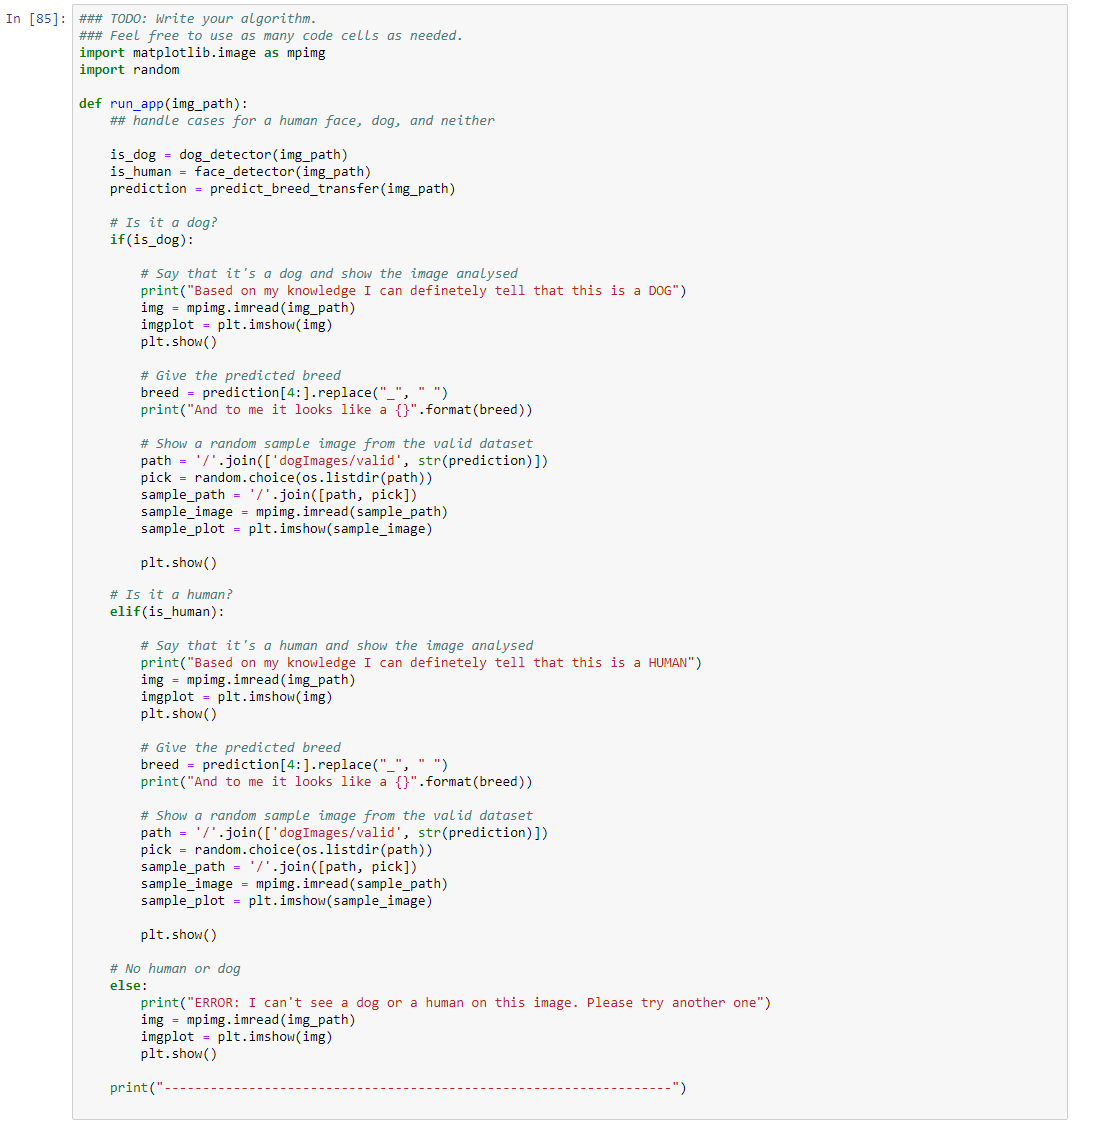 In [85]:
### TODO: Write your algorithm.
### Feel free to use as many code cells as needed.
import matplotlib.image as mpimg
import random

def run_app(img_path):
    ## handle cases for a human face, dog, and neither

    is_dog = dog_detector(img_path)
    is_human = face_detector(img_path)
    prediction = predict_breed_transfer(img_path)

    # Is it a dog?
    if(is_dog):

        # Say that it's a dog and show the image analysed
        print("Based on my knowledge I can definetely tell that this is a DOG")
        img = mpimg.imread(img_path)
        imgplot = plt.imshow(img)
        plt.show()

        # Give the predicted breed
        breed = prediction[4:].replace("_", " ")
        print("And to me it looks like a {}".format(breed))

        # Show a random sample image from the valid dataset
        path = '/'.join(['dogImages/valid', str(prediction)])
        pick = random.choice(os.listdir(path))
        sample_path = '/'.join([path, pick])
        sample_image = mpimg.imread(sample_path)
        sample_plot = plt.imshow(sample_image)

        plt.show()

    # Is it a human?
    elif(is_human):

        # Say that it's a human and show the image analysed
        print("Based on my knowledge I can definetely tell that this is a HUMAN")
        img = mpimg.imread(img_path)
        imgplot = plt.imshow(img)
        plt.show()

        # Give the predicted breed
        breed = prediction[4:].replace("_", " ")
        print("And to me it looks like a {}".format(breed))

        # Show a random sample image from the valid dataset
        path = '/'.join(['dogImages/valid', str(prediction)])
        pick = random.choice(os.listdir(path))
        sample_path = '/'.join([path, pick])
        sample_image = mpimg.imread(sample_path)
        sample_plot = plt.imshow(sample_image)

        plt.show()

    # No human or dog
    else:
        print("ERROR: I can't see a dog or a human on this image. Please try another one")
        img = mpimg.imread(img_path)
        imgplot = plt.imshow(img)
        plt.show()

    print("------------------------------------------------------------------")